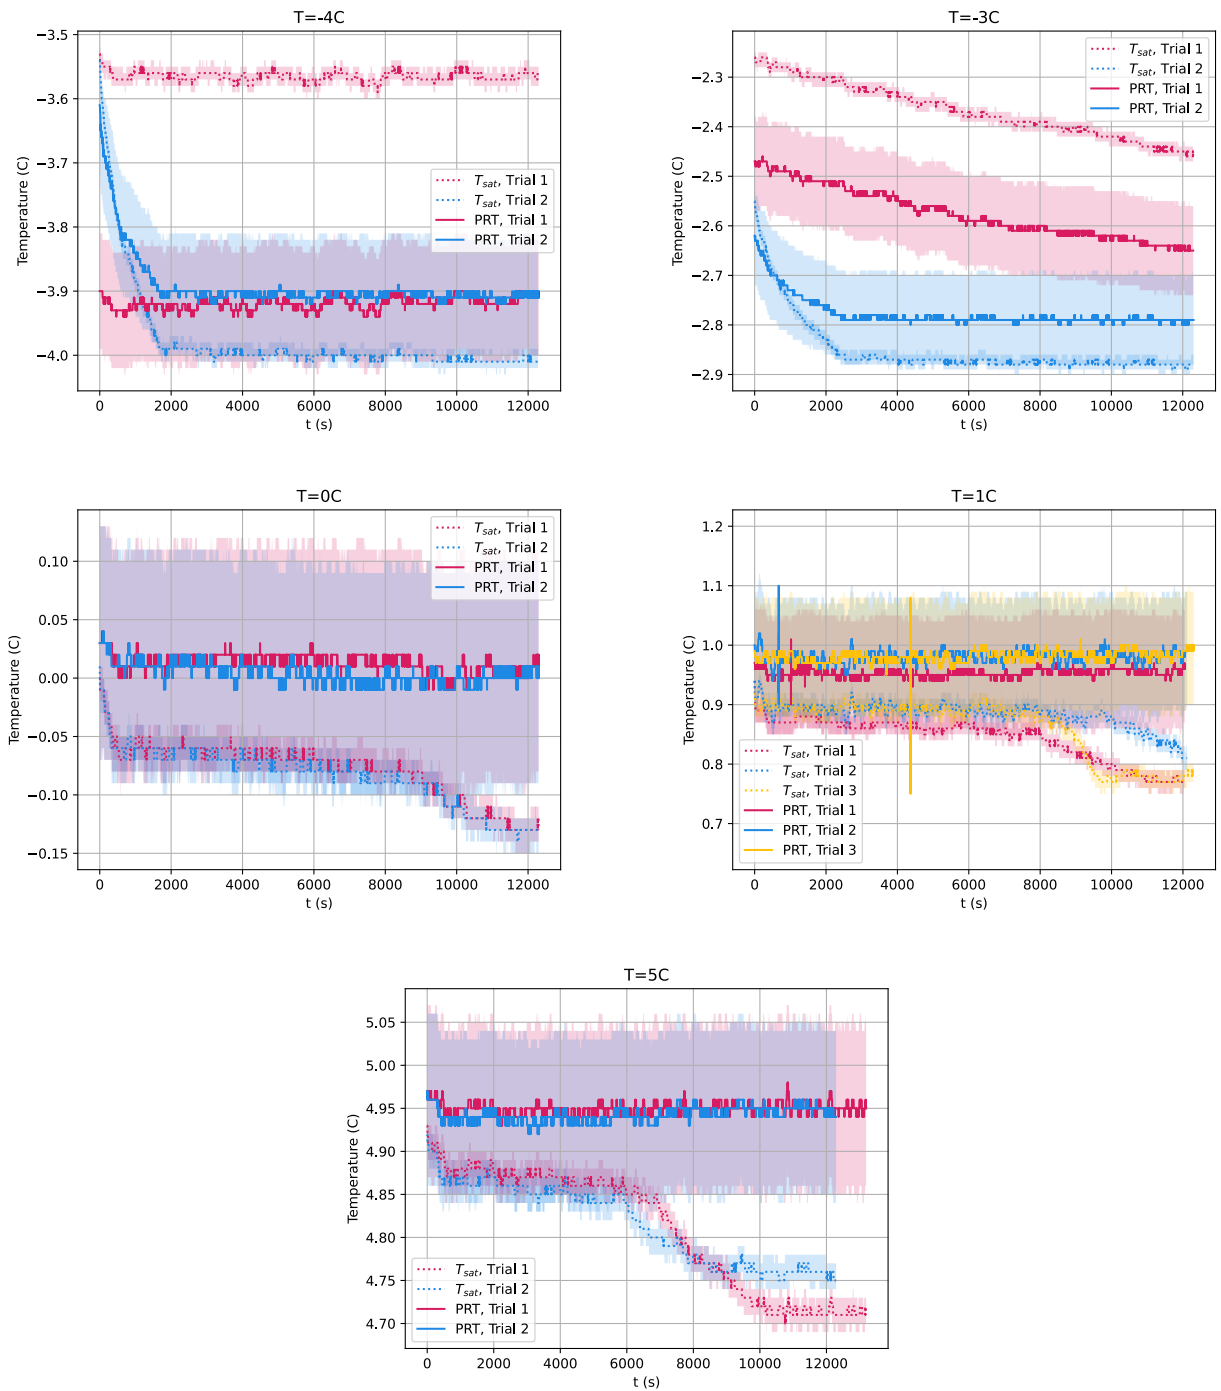 T=-4C
−3.5
−3.6
−3.7
−3.8
−3.9
−4.0
Temperature (C)
T_sat, Trial 1
T_sat, Trial 2
PRT, Trial 1
PRT, Trial 2
0 2000 4000 6000 8000 10000 12000
t (s)
T=-3C
−2.3
−2.4
−2.5
−2.6
−2.7
−2.8
−2.9
Temperature (C)
T_sat, Trial 1
T_sat, Trial 2
PRT, Trial 1
PRT, Trial 2
0 2000 4000 6000 8000 10000 12000
t (s)
T=0C
0.10
0.05
0.00
−0.05
−0.10
−0.15
Temperature (C)
T_sat, Trial 1
T_sat, Trial 2
PRT, Trial 1
PRT, Trial 2
0 2000 4000 6000 8000 10000 12000
t (s)
T=1C
1.2
1.1
1.0
0.9
0.8
0.7
Temperature (C)
T_sat, Trial 1
T_sat, Trial 2
T_sat, Trial 3
PRT, Trial 1
PRT, Trial 2
PRT, Trial 3
0 2000 4000 6000 8000 10000 12000
t (s)
T=5C
5.05
5.00
4.95
4.90
4.85
4.80
4.75
4.70
Temperature (C)
T_sat, Trial 1
T_sat, Trial 2
PRT, Trial 1
PRT, Trial 2
0 2000 4000 6000 8000 10000 12000
t (s)